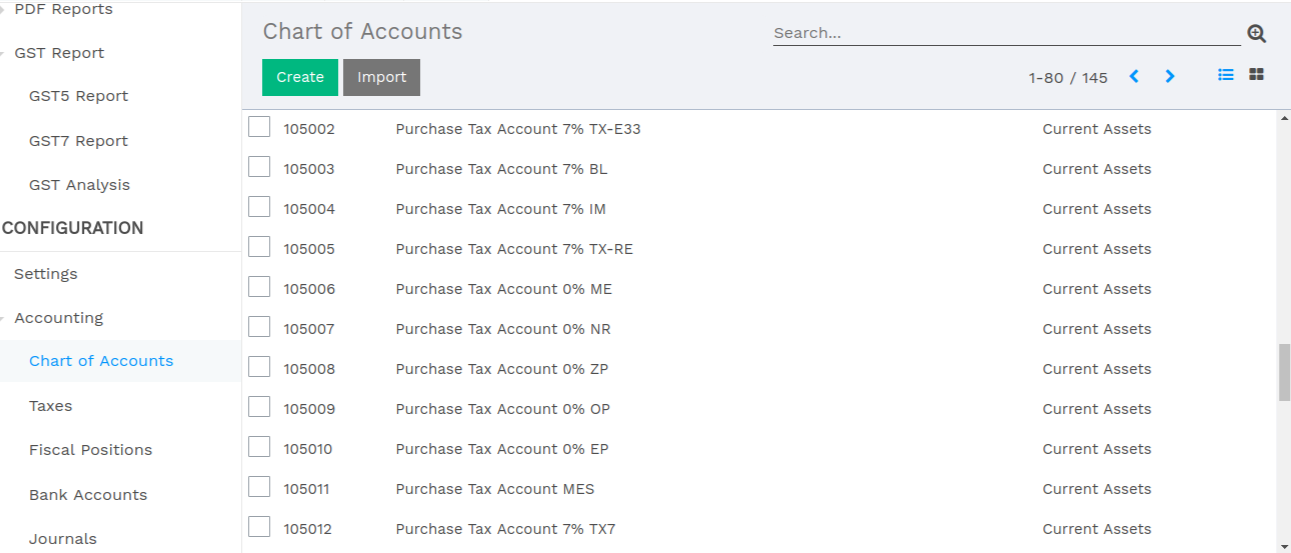 PDF Reports
GST Report
GST5 Report
GST7 Report
GST Analysis
CONFIGURATION
Settings
Accounting
Chart of Accounts
Taxes
Fiscal Positions
Bank Accounts
Journals
Chart of Accounts
Search...
Create Import
1-80 / 145
105002 Purchase Tax Account 7% TX-E33 Current Assets
105003 Purchase Tax Account 7% BL Current Assets
105004 Purchase Tax Account 7% IM Current Assets
105005 Purchase Tax Account 7% TX-RE Current Assets
105006 Purchase Tax Account 0% ME Current Assets
105007 Purchase Tax Account 0% NR Current Assets
105008 Purchase Tax Account 0% ZP Current Assets
105009 Purchase Tax Account 0% OP Current Assets
105010 Purchase Tax Account 0% EP Current Assets
105011 Purchase Tax Account MES Current Assets
105012 Purchase Tax Account 7% TX7 Current Assets